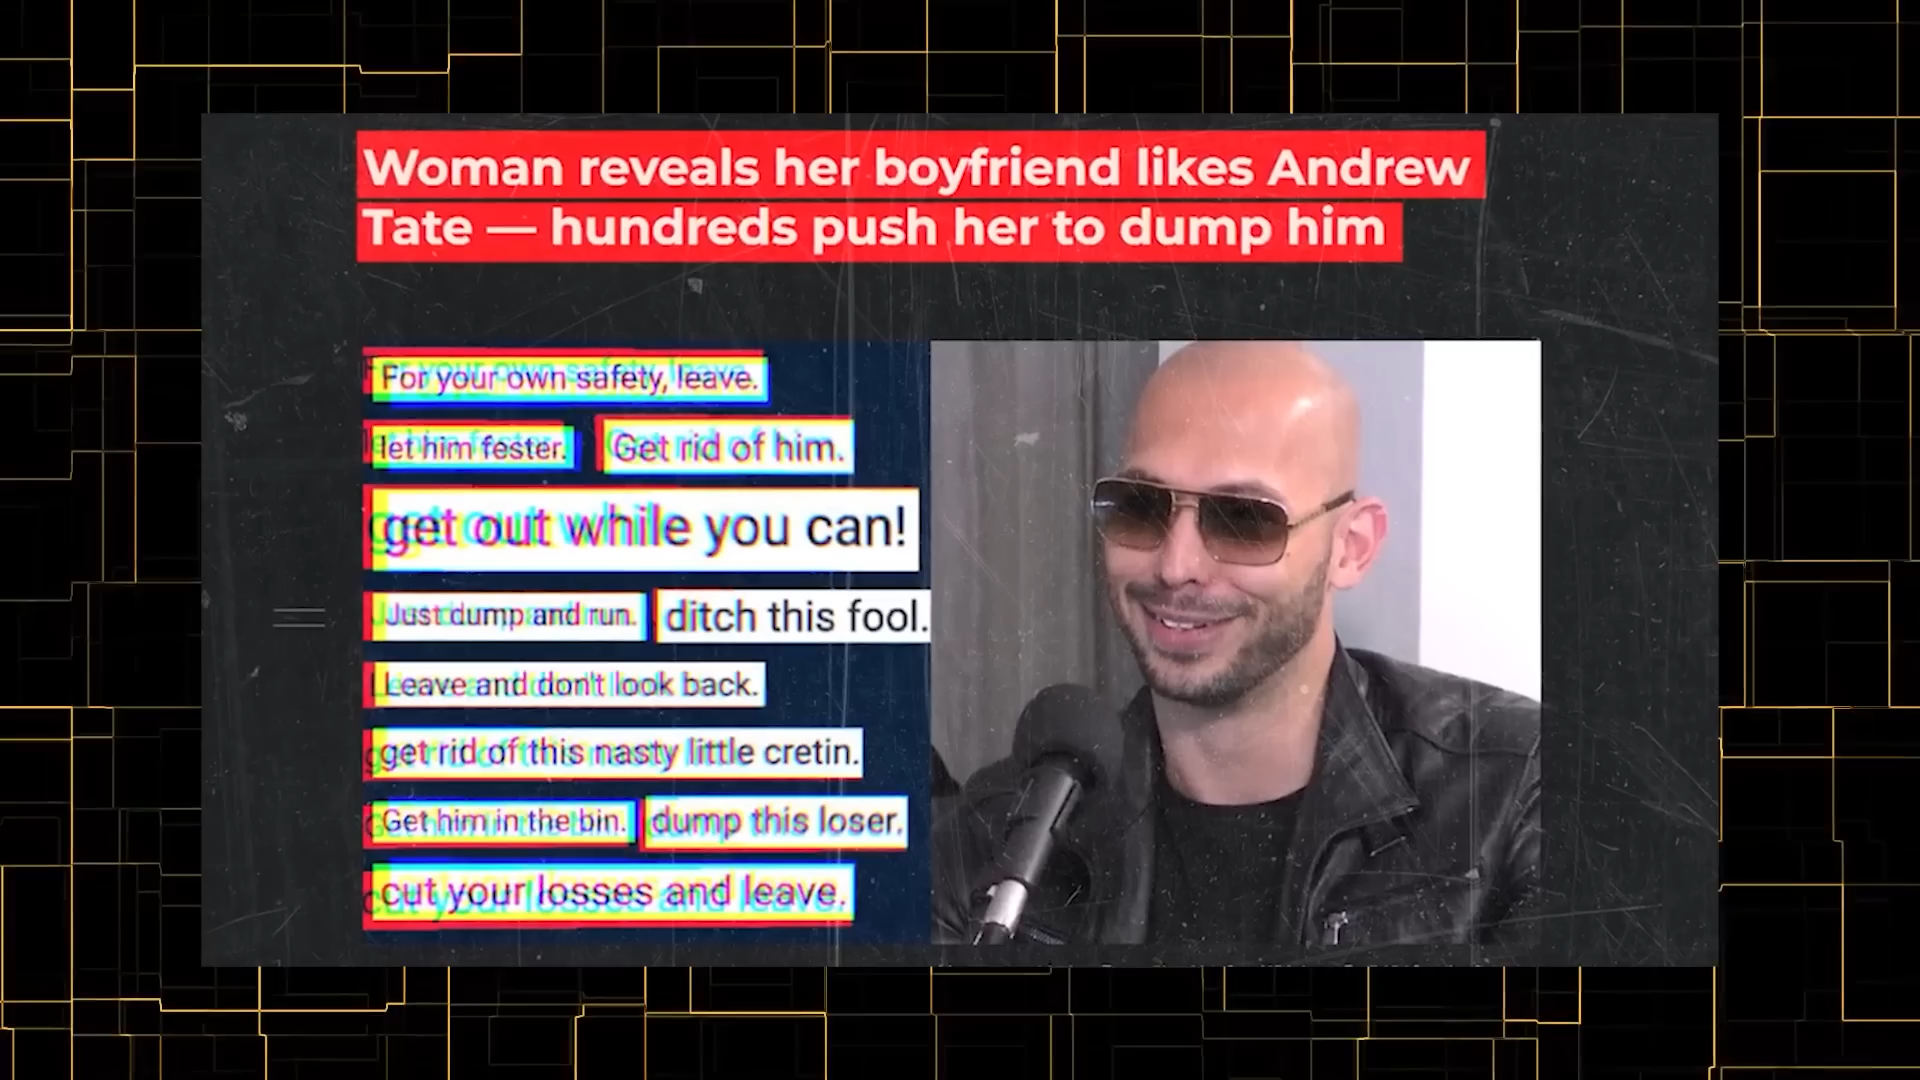 Woman reveals her boyfriend likes Andrew
Tate — hundreds push her to dump him
For your own safety, leave.
let him fester. Get rid of him.
get out while you can!
Just dump and run. ditch this fool.
Leave and don't look back.
get rid of this nasty little cretin.
Get him in the bin. dump this loser.
cut your losses and leave.